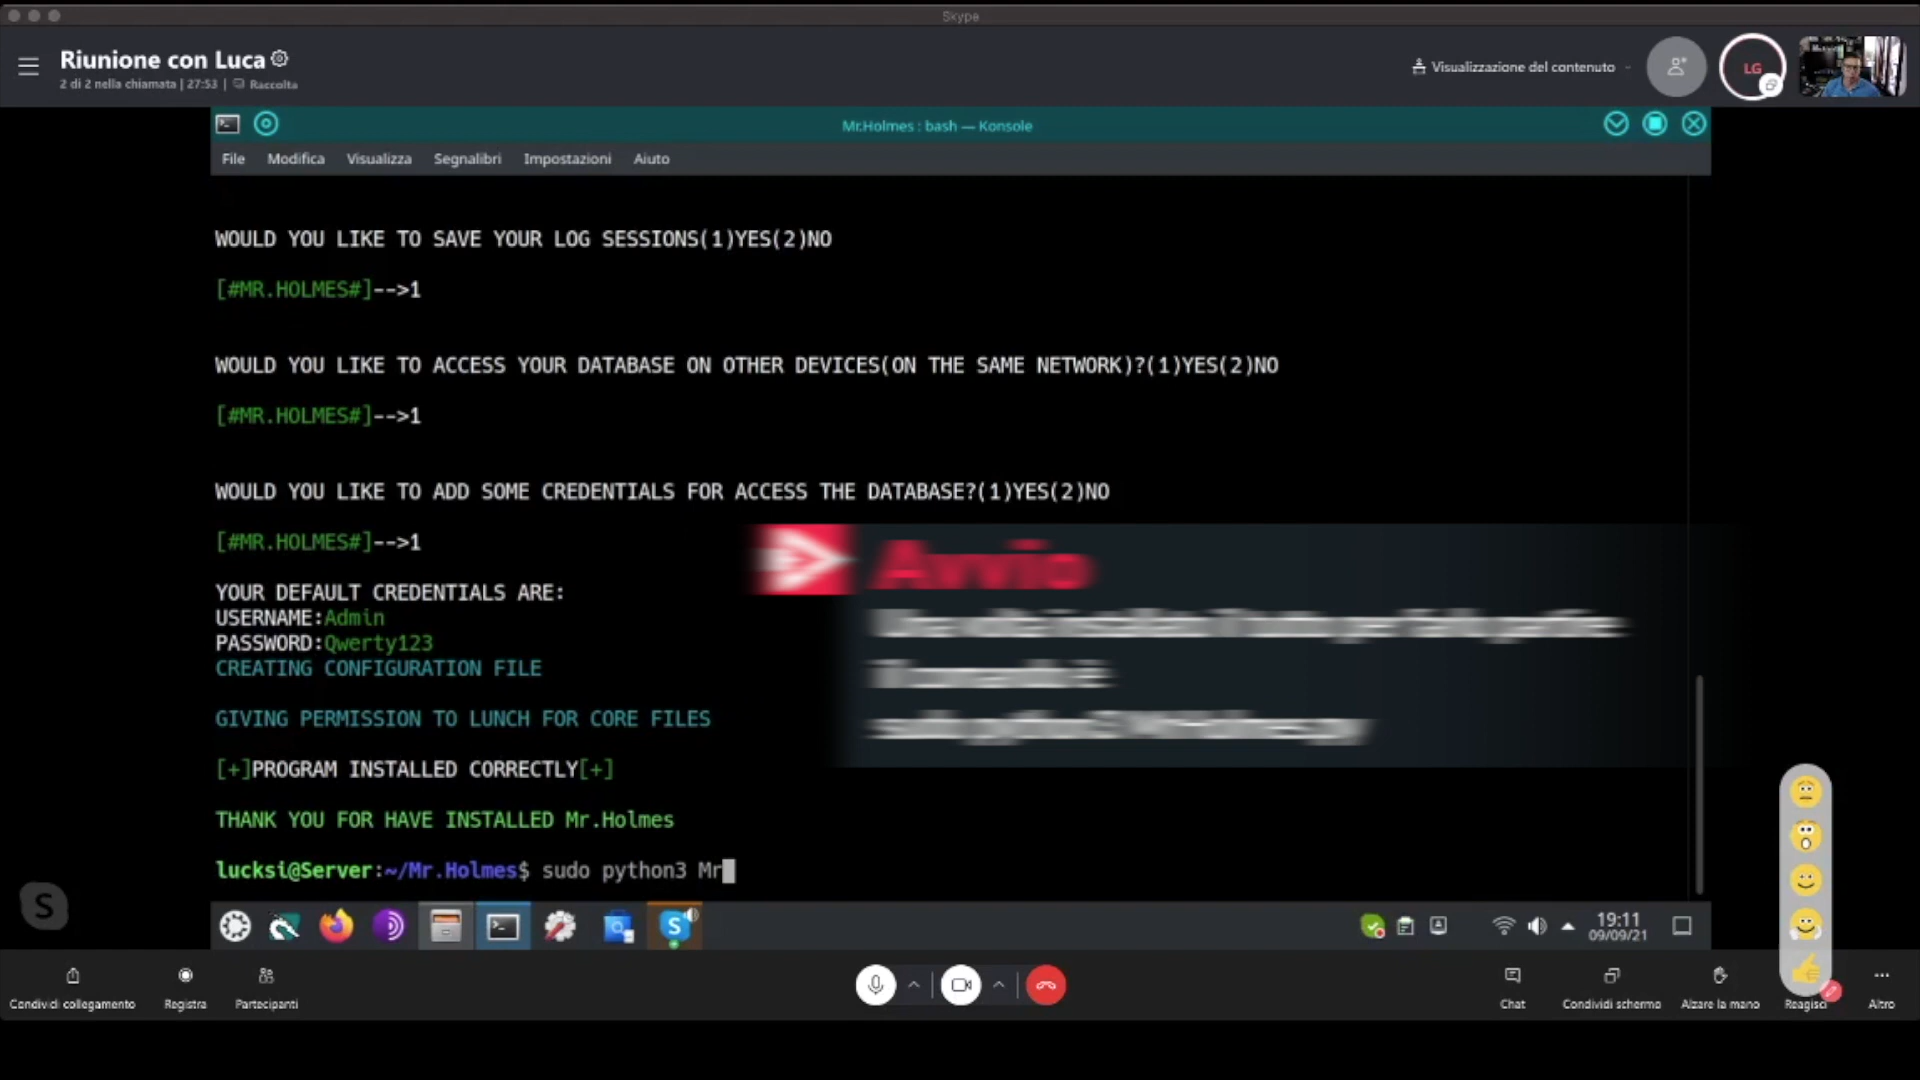 Skype
Riunione con Luca
2 di 2 nella chiamata | 27:53 | Raccolta
Visualizzazione del contenuto
LG
Mr.Holmes : bash — Konsole
File Modifica Visualizza Segnalibri Impostazioni Aiuto
WOULD YOU LIKE TO SAVE YOUR LOG SESSIONS(1)YES(2)NO
[#MR.HOLMES#]-->1
WOULD YOU LIKE TO ACCESS YOUR DATABASE ON OTHER DEVICES(ON THE SAME NETWORK)?(1)YES(2)NO
[#MR.HOLMES#]-->1
WOULD YOU LIKE TO ADD SOME CREDENTIALS FOR ACCESS THE DATABASE?(1)YES(2)NO
[#MR.HOLMES#]-->1
Avvio
YOUR DEFAULT CREDENTIALS ARE:
USERNAME:Admin
PASSWORD:Qwerty123
CREATING CONFIGURATION FILE
GIVING PERMISSION TO LUNCH FOR CORE FILES
[+]PROGRAM INSTALLED CORRECTLY[+]
THANK YOU FOR HAVE INSTALLED Mr.Holmes
lucksi@Server:~/Mr.Holmes$ sudo python3 Mr
S
19:11
09/09/21
Condividi collegamento Registra Partecipanti Chat Condividi schermo Alzare la mano Reagisci Altro